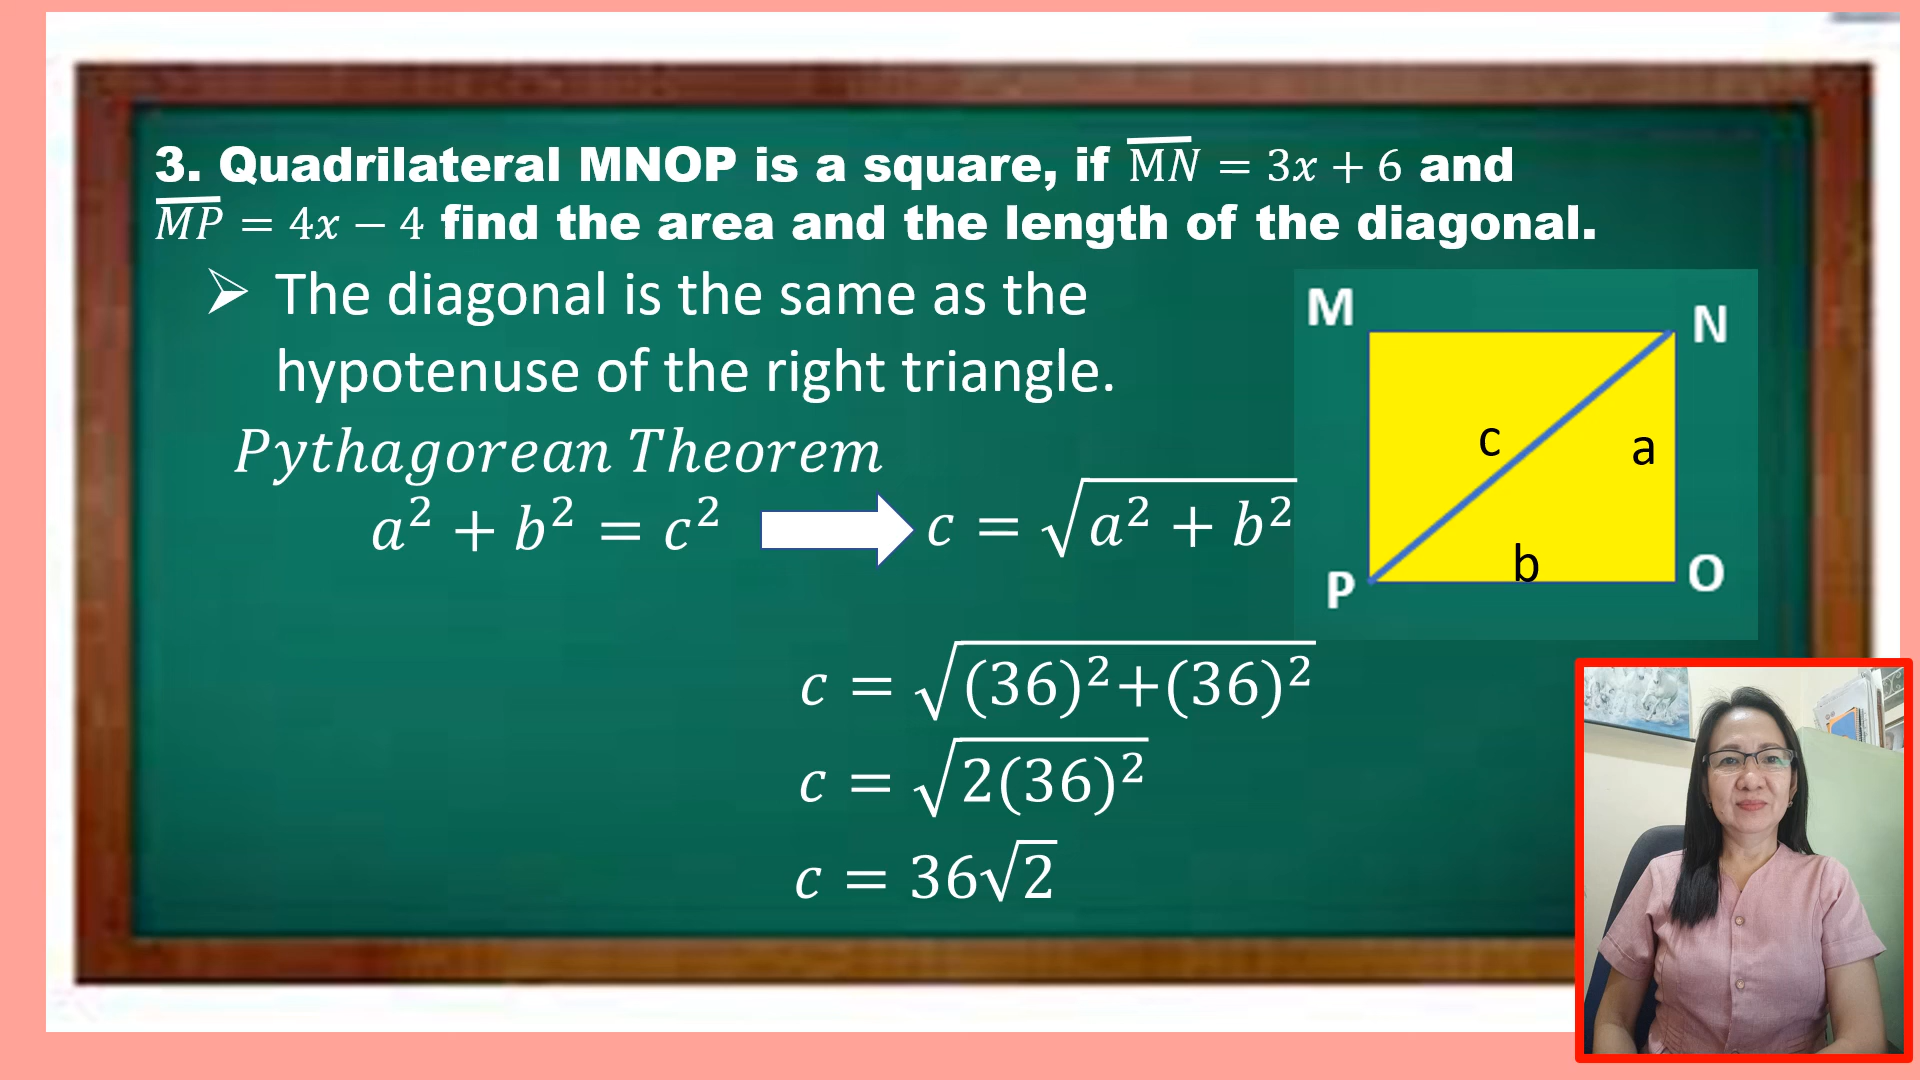 3. Quadrilateral MNOP is a square, if M̅N̅ = 3x + 6 and
M̅P̅ = 4x − 4 find the area and the length of the diagonal.
➢ The diagonal is the same as the
hypotenuse of the right triangle.
Pythagorean Theorem
a² + b² = c² c = √(a² + b²)
c = √((36)²+(36)²)
c = √(2(36)²)
c = 36√2
M
N
c
a
b
P
O